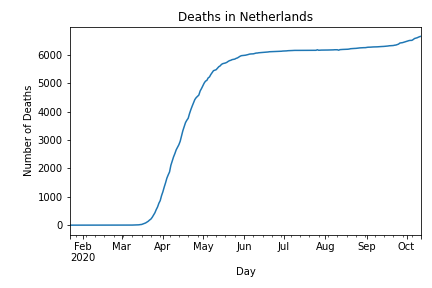 Deaths in Netherlands
Number of Deaths
6000
5000
4000
3000
2000
1000
0
Feb Mar Apr May Jun Jul Aug Sep Oct
2020
Day